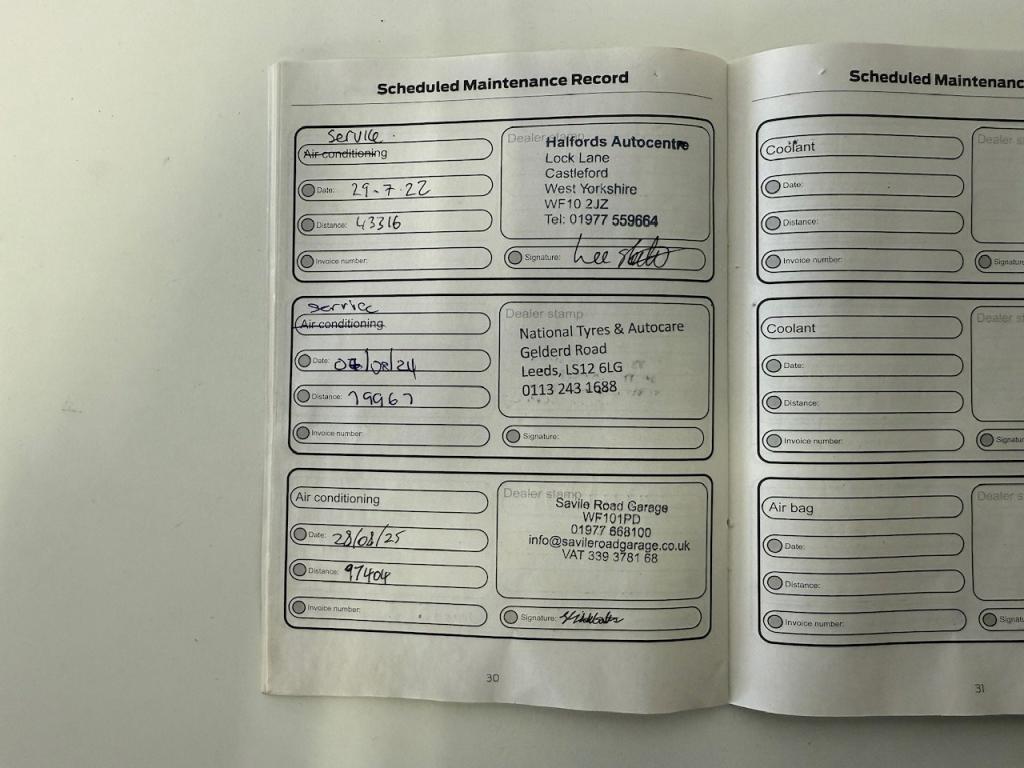 Scheduled Maintenance Record
service.
Air conditioning
Date: 29-7-22
Distance: 43316
Invoice number:
Dealer stamp
Halfords Autocentre
Lock Lane
Castleford
West Yorkshire
WF10 2JZ
Tel: 01977 559664
Signature: Lee
service
Air conditioning
Date: /08/24
Distance: 79967
Invoice number:
Dealer stamp
National Tyres & Autocare
Gelderd Road
Leeds, LS12 6LG
0113 243 1688
Signature:
Air conditioning
Date: 28/08/25
Distance: 97404
Invoice number:
Dealer stamp
Savile Road Garage
WF101PD
01977 668100
info@savileroadgarage.co.uk
VAT 339 3781 68
Signature:
30
Scheduled Maintenanc
Coolant
Date:
Distance:
Invoice number:
Dealer s
Signatu
Coolant
Date:
Distance:
Invoice number:
Dealer st
Signatu
Air bag
Date:
Distance:
Invoice number:
Dealer s
Signatu
31